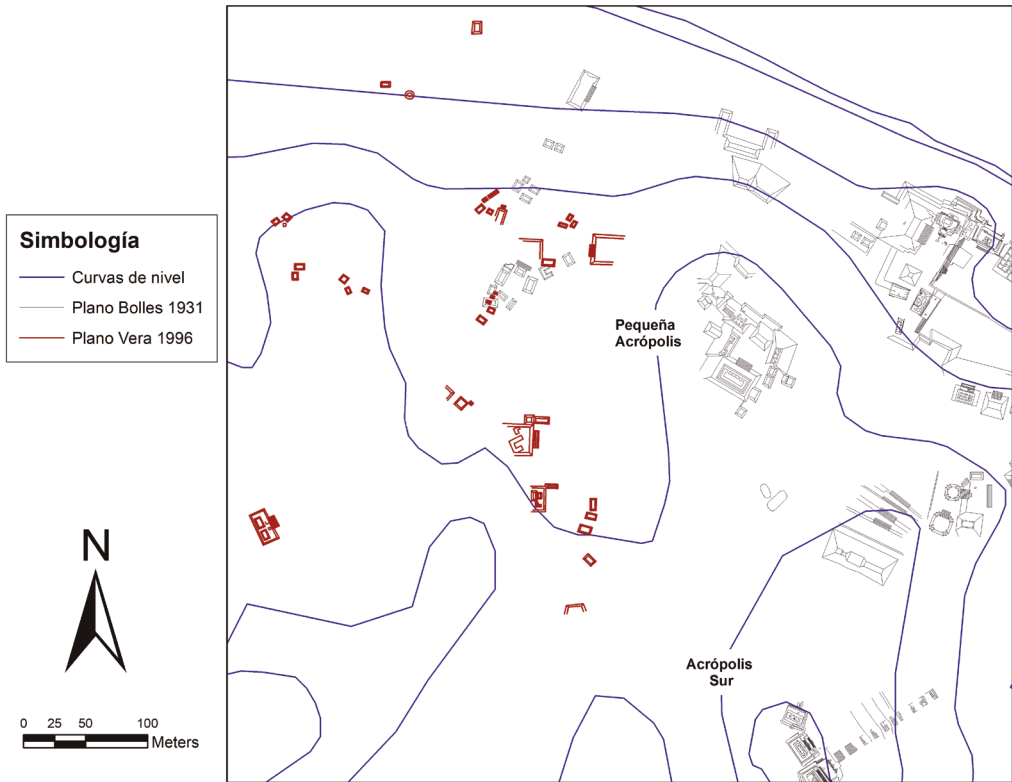 Simbología
Curvas de nivel
Plano Bolles 1931
Plano Vera 1996
Pequeña
Acrópolis
N
Acrópolis
Sur
0 25 50 100
Meters